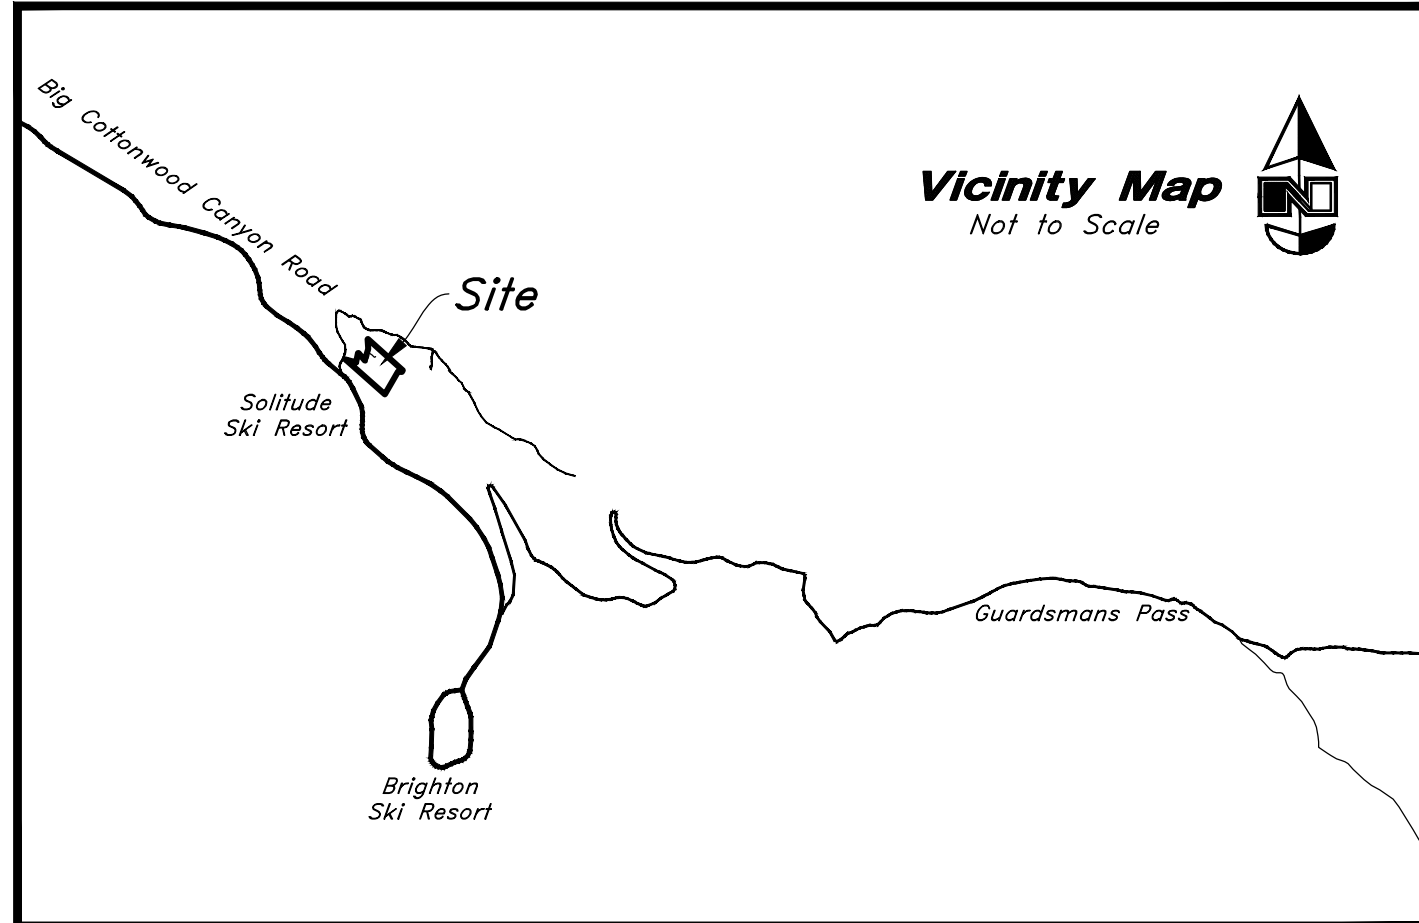 Big Cottonwood Canyon Road
Vicinity Map
Not to Scale
N
Site
Solitude
Ski Resort
Guardsmans Pass
Brighton
Ski Resort